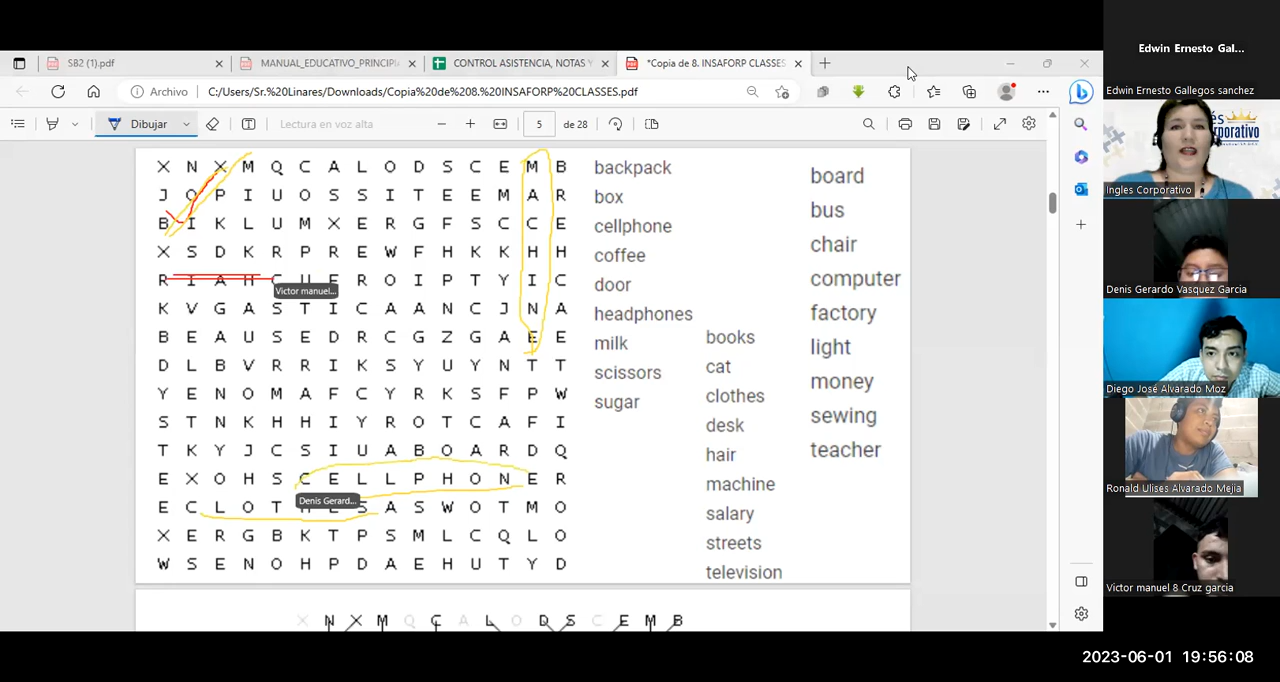 Edwin Ernesto Gal...
SB2 (1).pdf
MANUAL_EDUCATIVO_PRINCIPI
CONTROL ASISTENCIA, NOTAS Y
*Copia de 8. INSAFORP CLASSES
Archivo
C:/Users/Sr.%20Linares/Downloads/Copia%20de%208.%20INSAFORP%20CLASSES.pdf
Dibujar
Lectura en voz alta
5
de 28
X N X M Q C A L O D S C E M B
J O P I U O S S I T E E M A R
B I K L U M X E R G F S C C E
X S D K R P R E W F H K K H H
R I A H C U E R O I P T Y I C
K V G A S T I C A A N C J N A
B E A U S E D R C G Z G A E E
D L B V R R I K S Y U Y N T T
Y E N O M A F C Y R K S F P W
S T N K H H I Y R O T C A F I
T K Y J C S I U A B O A R D Q
E X O H S C E L L P H O N E R
E C L O T H E S A S W O T M O
X E R G B K T P S M L C Q L O
W S E N O H P D A E H U T Y D
Victor manuel...
Denis Gerard...
backpack
box
cellphone
coffee
door
headphones
milk
scissors
sugar
books
cat
clothes
desk
hair
machine
salary
streets
television
board
bus
chair
computer
factory
light
money
sewing
teacher
X N X M Q C A L O D S C E M B
Edwin Ernesto Gallegos sanchez
és
orporativo
Ingles Corporativo
Denis Gerardo Vasquez Garcia
Diego José Alvarado Moz
Ronald Ulises Alvarado Mejia
Victor manuel 8 Cruz garcia
2023-06-01 19:56:08